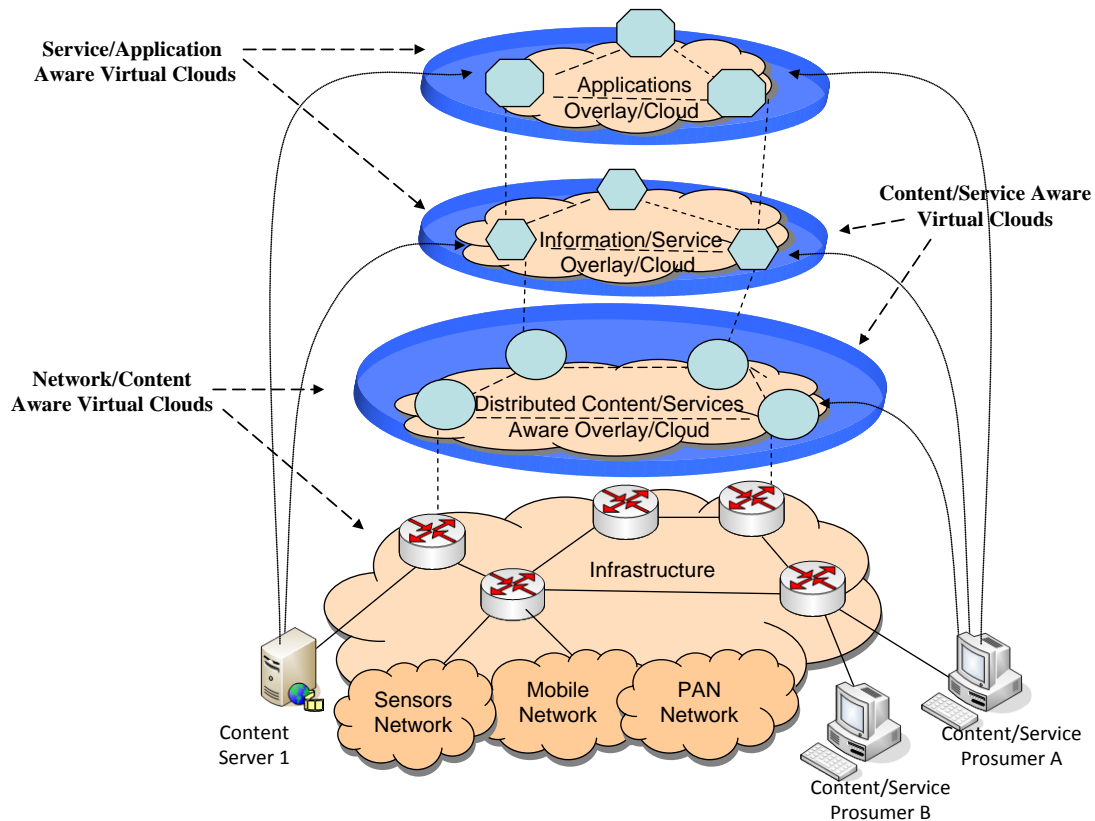 Service/Application
Aware Virtual Clouds
Applications
Overlay/Cloud
Content/Service Aware
Virtual Clouds
Information/Service
Overlay/Cloud
Network/Content
Aware Virtual Clouds
Distributed Content/Services
Aware Overlay/Cloud
Infrastructure
Sensors
Network
Mobile
Network
PAN
Network
Content
Server 1
Content/Service
Prosumer A
Content/Service
Prosumer B